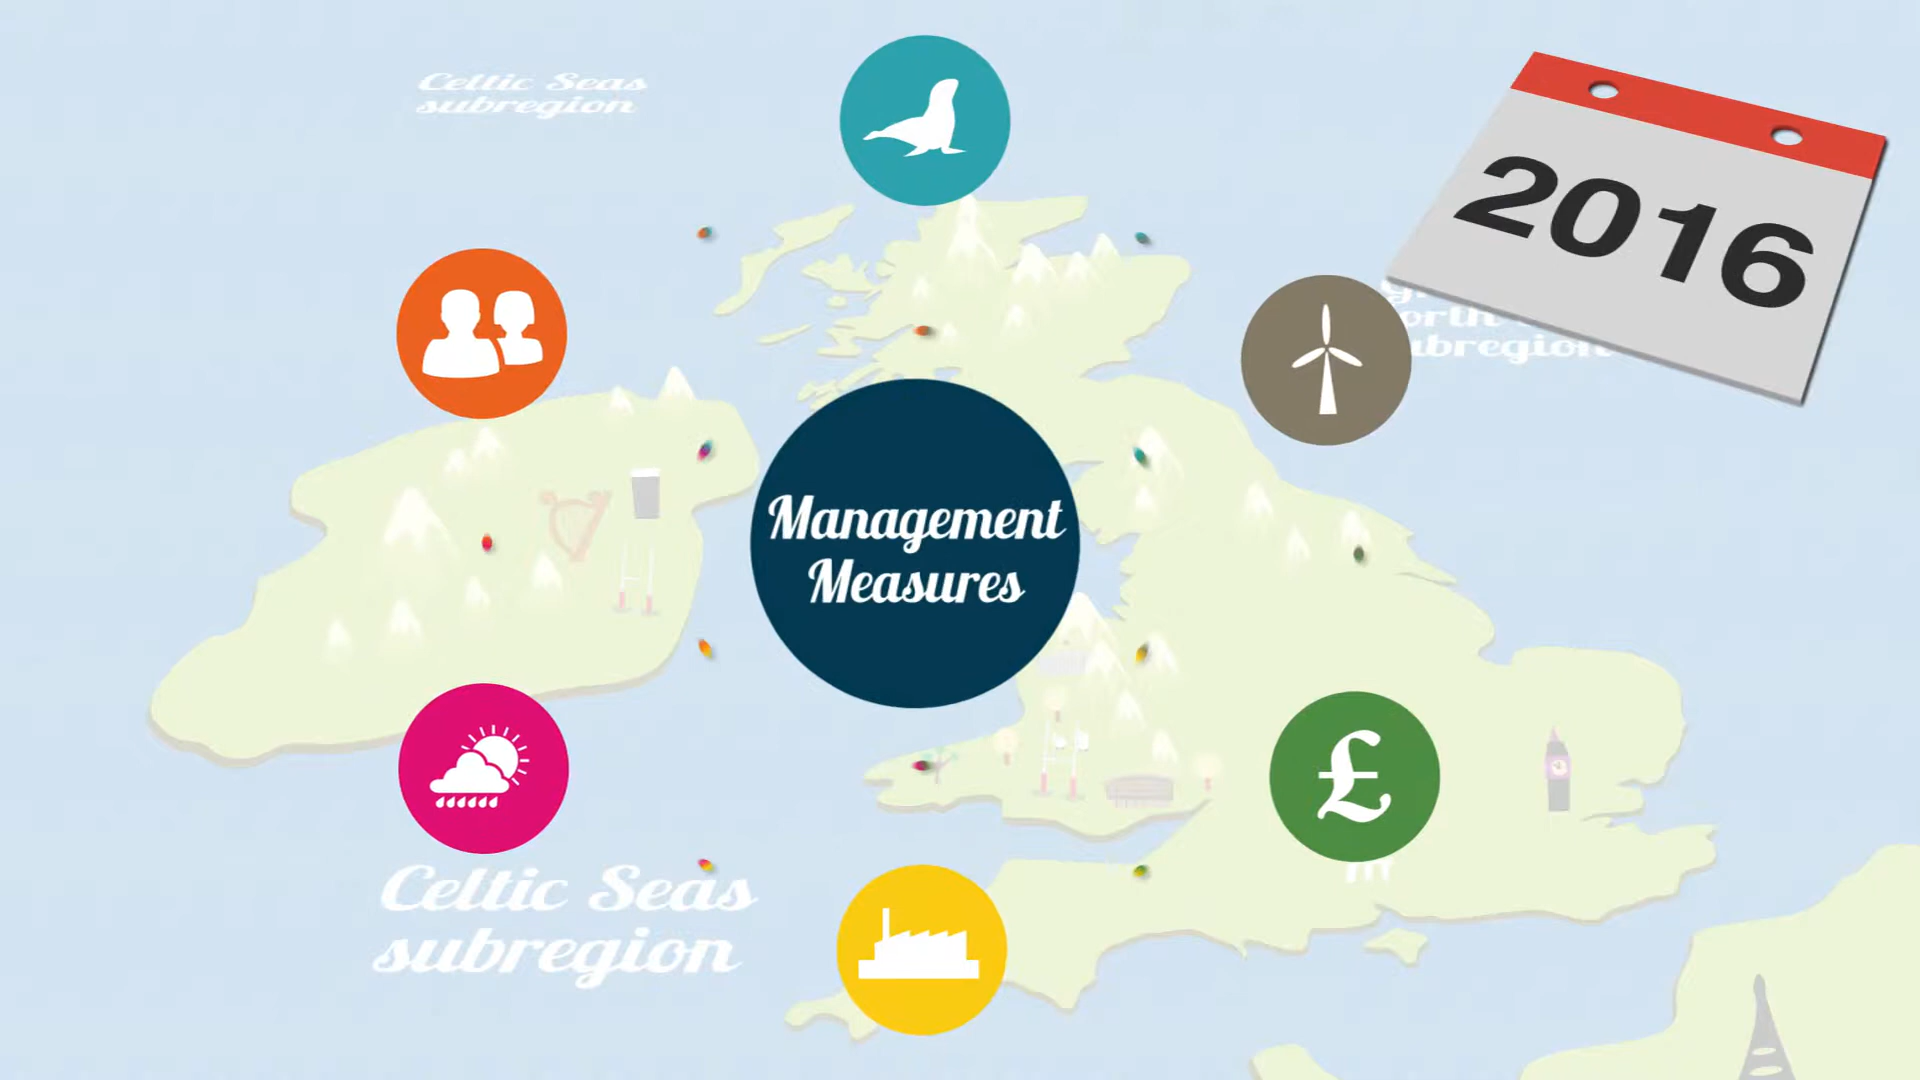 Celtic Seas
subregion
2016
Management
Measures
£
Celtic Seas
subregion